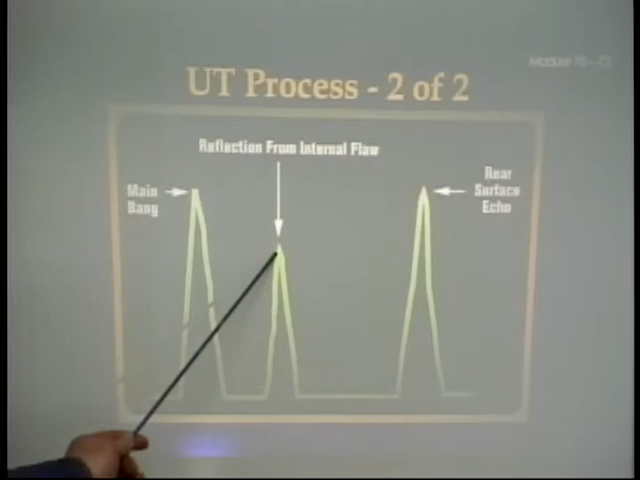 UT Process - 2 of 2
Reflection From Internal Flaw
Main
Bang
Rear
Surface
Echo